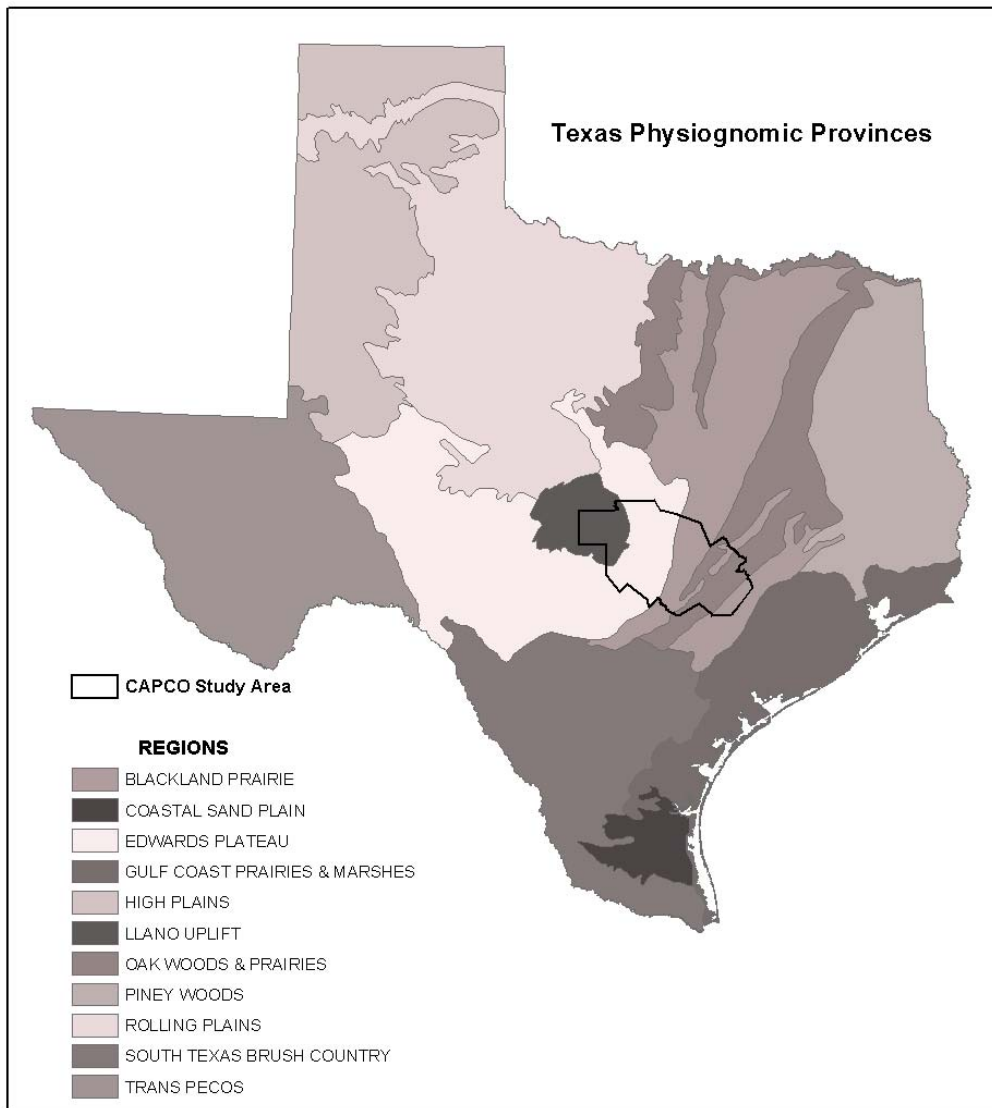 Texas Physiognomic Provinces
CAPCO Study Area
REGIONS
BLACKLAND PRAIRIE
COASTAL SAND PLAIN
EDWARDS PLATEAU
GULF COAST PRAIRIES & MARSHES
HIGH PLAINS
LLANO UPLIFT
OAK WOODS & PRAIRIES
PINEY WOODS
ROLLING PLAINS
SOUTH TEXAS BRUSH COUNTRY
TRANS PECOS